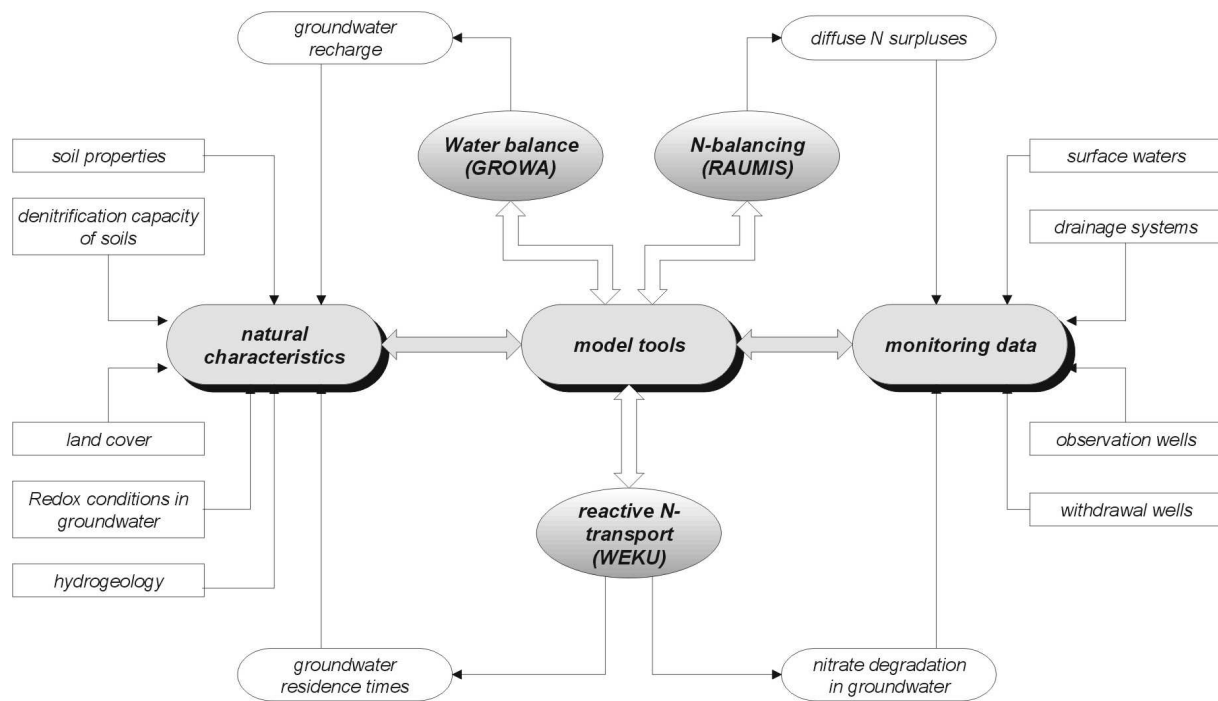 groundwater
recharge
diffuse N surpluses
Water balance
(GROWA)
N-balancing
(RAUMIS)
soil properties
surface waters
denitrification capacity
of soils
drainage systems
natural
characteristics
model tools
monitoring data
land cover
observation wells
Redox conditions in
groundwater
reactive N-
transport
(WEKU)
withdrawal wells
hydrogeology
groundwater
residence times
nitrate degradation
in groundwater